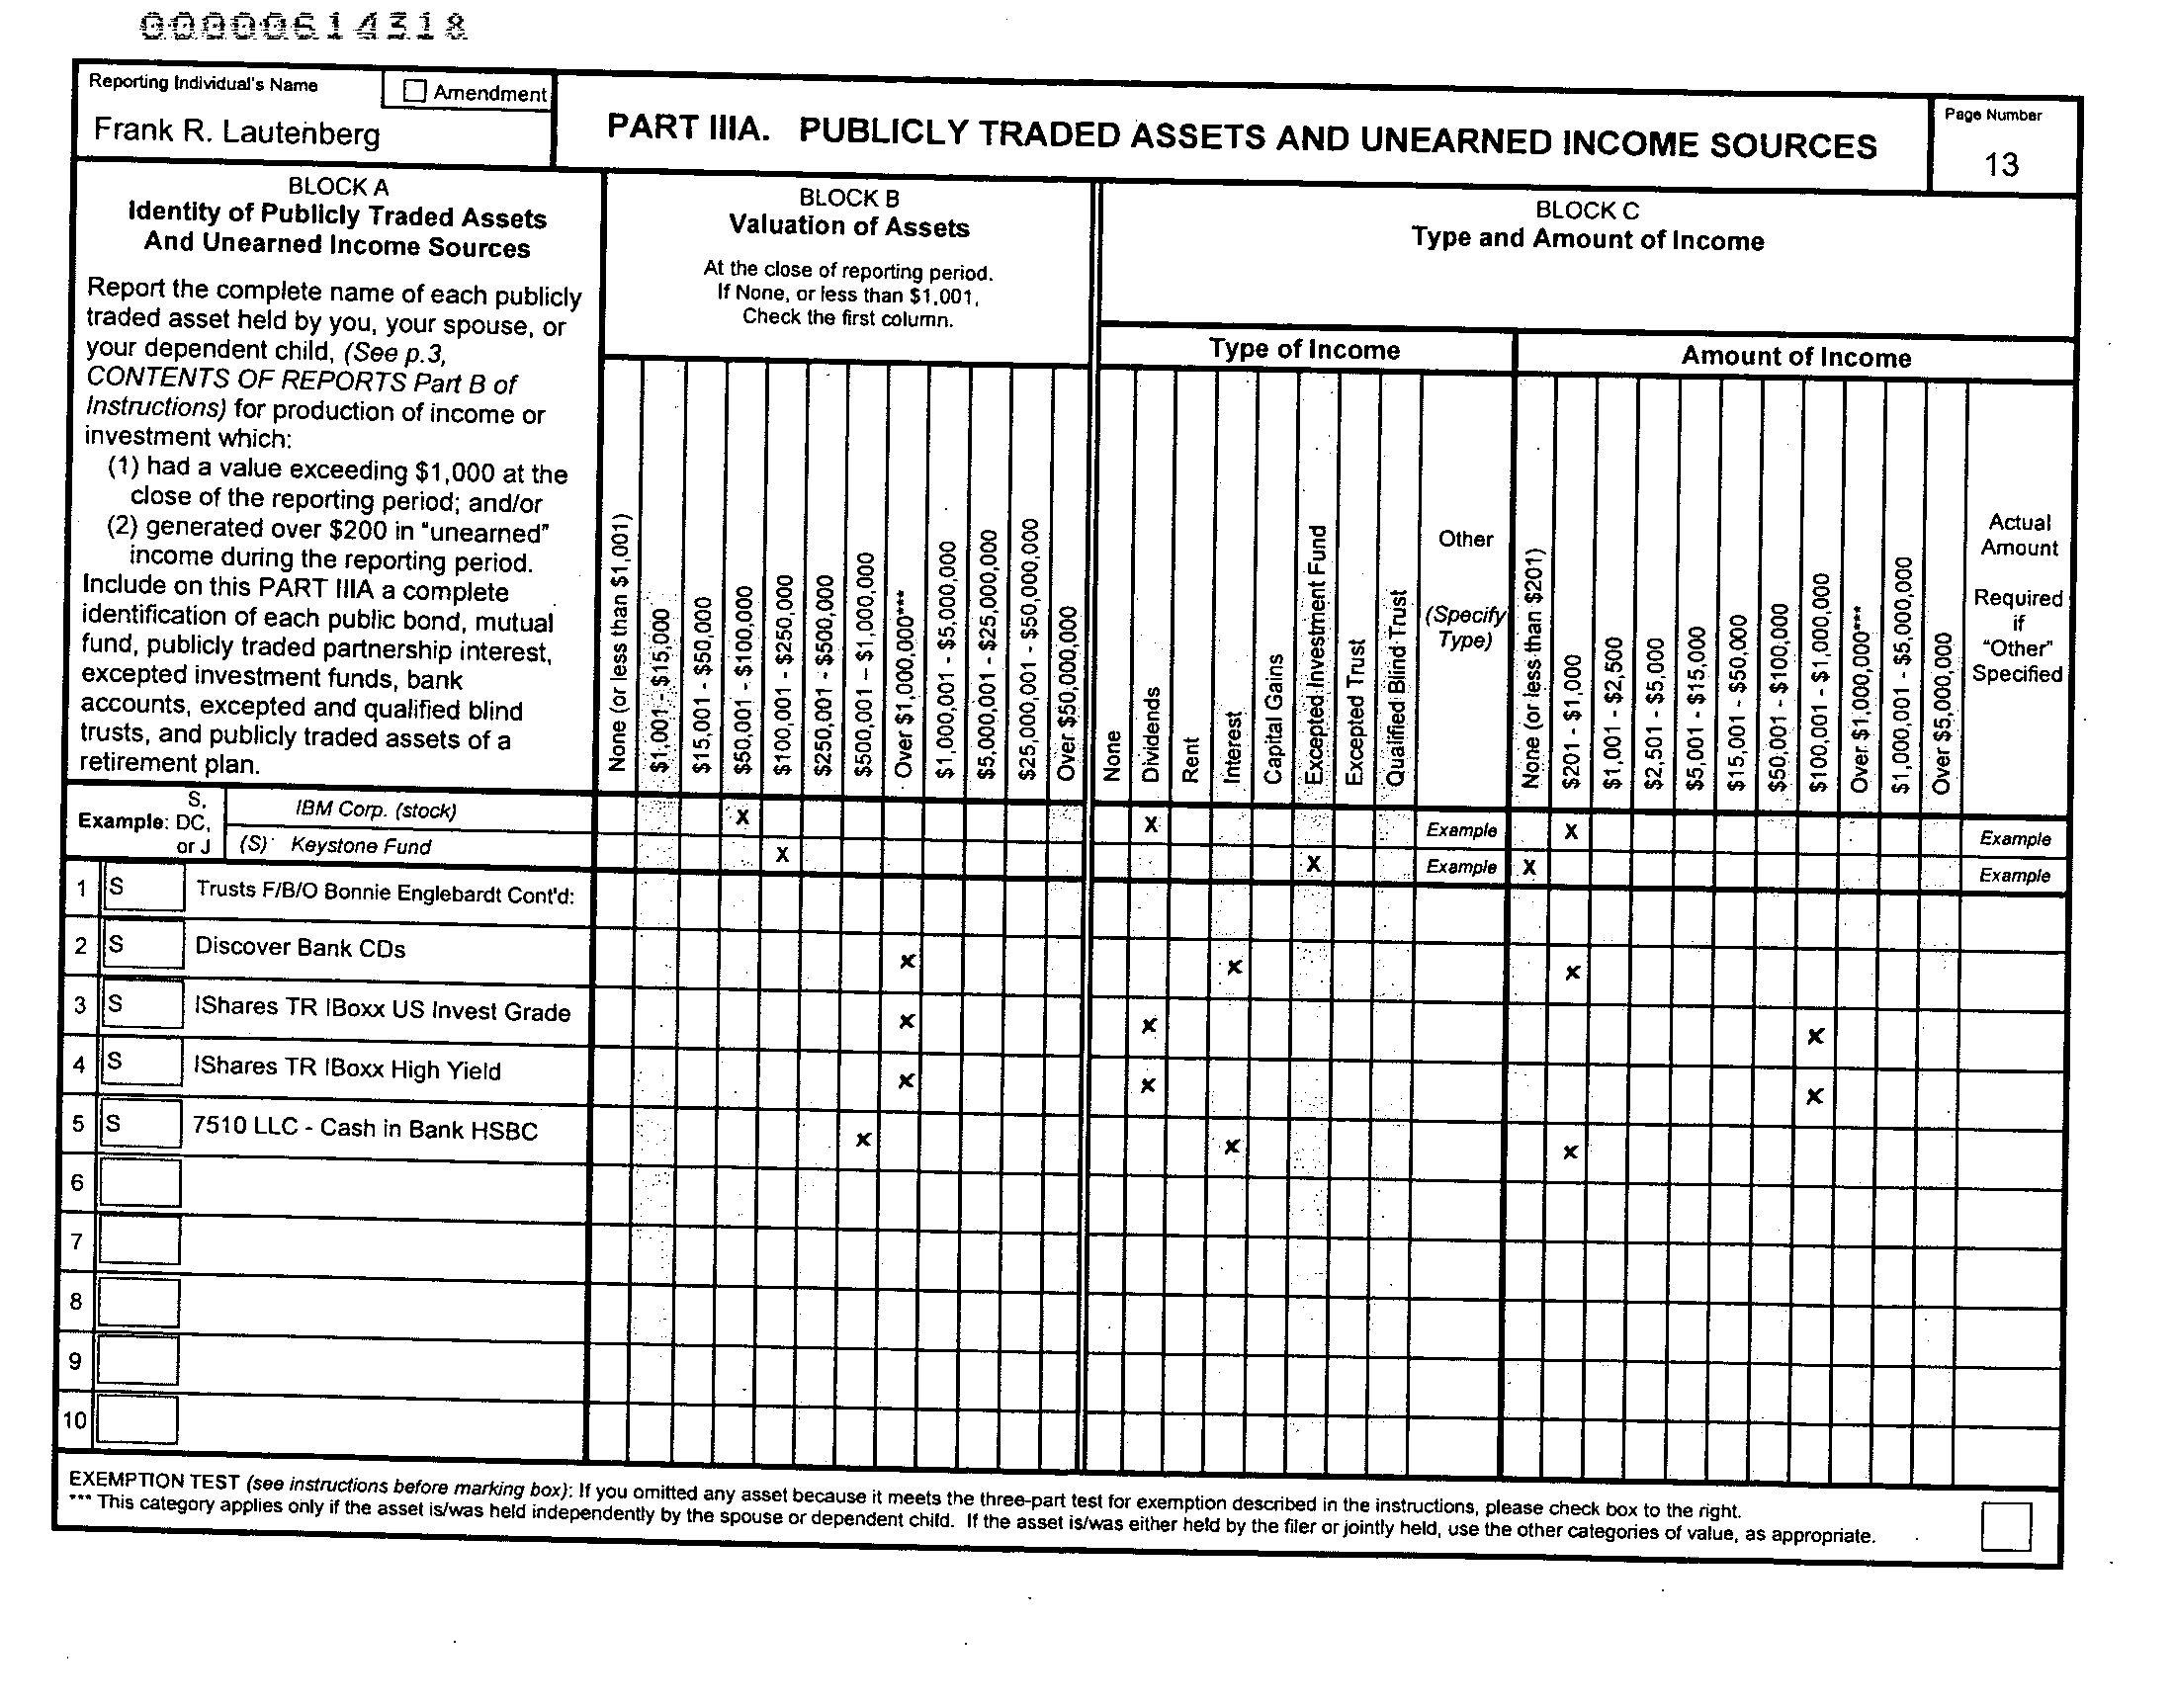 00000614318
Reporting Individual's Name
☐ Amendment
Frank R. Lautenberg
PART IIIA. PUBLICLY TRADED ASSETS AND UNEARNED INCOME SOURCES
Page Number
13
BLOCK A
Identity of Publicly Traded Assets
And Unearned Income Sources
Report the complete name of each publicly
traded asset held by you, your spouse, or
your dependent child, (See p.3,
CONTENTS OF REPORTS Part B of
Instructions) for production of income or
investment which:
(1) had a value exceeding $1,000 at the
close of the reporting period; and/or
(2) generated over $200 in "unearned"
income during the reporting period.
Include on this PART IIIA a complete
identification of each public bond, mutual
fund, publicly traded partnership interest,
excepted investment funds, bank
accounts, excepted and qualified blind
trusts, and publicly traded assets of a
retirement plan.
BLOCK B
Valuation of Assets
At the close of reporting period.
If None, or less than $1,001,
Check the first column.
None (or less than $1,001)
$1,001 - $15,000
$15,001 - $50,000
$50,001 - $100,000
$100,001 - $250,000
$250,001 - $500,000
$500,001 – $1,000,000
Over $1,000,000***
$1,000,001 - $5,000,000
$5,000,001 - $25,000,000
$25,000,001 - $50,000,000
Over $50,000,000
BLOCK C
Type and Amount of Income
Type of Income
None
Dividends
Rent
Interest
Capital Gains
Excepted Investment Fund
Excepted Trust
Qualified Blind Trust
Other
(Specify
Type)
Amount of Income
None (or less than $201)
$201 - $1,000
$1,001 - $2,500
$2,501 - $5,000
$5,001 - $15,000
$15,001 - $50,000
$50,001 - $100,000
$100,001 - $1,000,000
Over $1,000,000***
$1,000,001 - $5,000,000
Over $5,000,000
Actual
Amount
Required
if
"Other"
Specified
Example:
S,
DC,
or J
IBM Corp. (stock) X X Example X Example
(S) Keystone Fund X X Example X Example
1 S Trusts F/B/O Bonnie Englebardt Cont'd:
2 S Discover Bank CDs X X X
3 S IShares TR IBoxx US Invest Grade X X X
4 S IShares TR IBoxx High Yield X X X
5 S 7510 LLC - Cash in Bank HSBC X X X
6
7
8
9
10
EXEMPTION TEST (see instructions before marking box): If you omitted any asset because it meets the three-part test for exemption described in the instructions, please check box to the right.
*** This category applies only if the asset is/was held independently by the spouse or dependent child. If the asset is/was either held by the filer or jointly held, use the other categories of value, as appropriate.